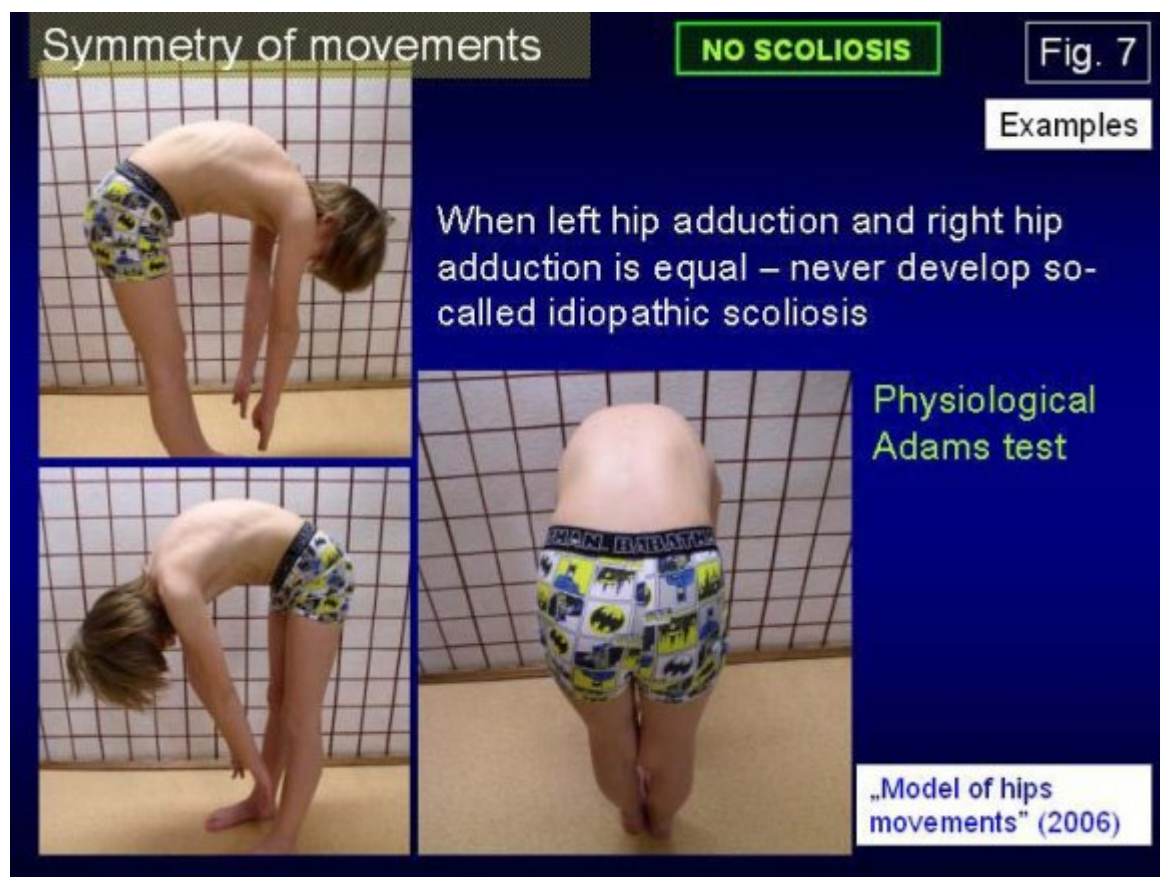 Symmetry of movements
NO SCOLIOSIS
Fig. 7
Examples
When left hip adduction and right hip
adduction is equal – never develop so-
called idiopathic scoliosis
Physiological
Adams test
„Model of hips
movements” (2006)